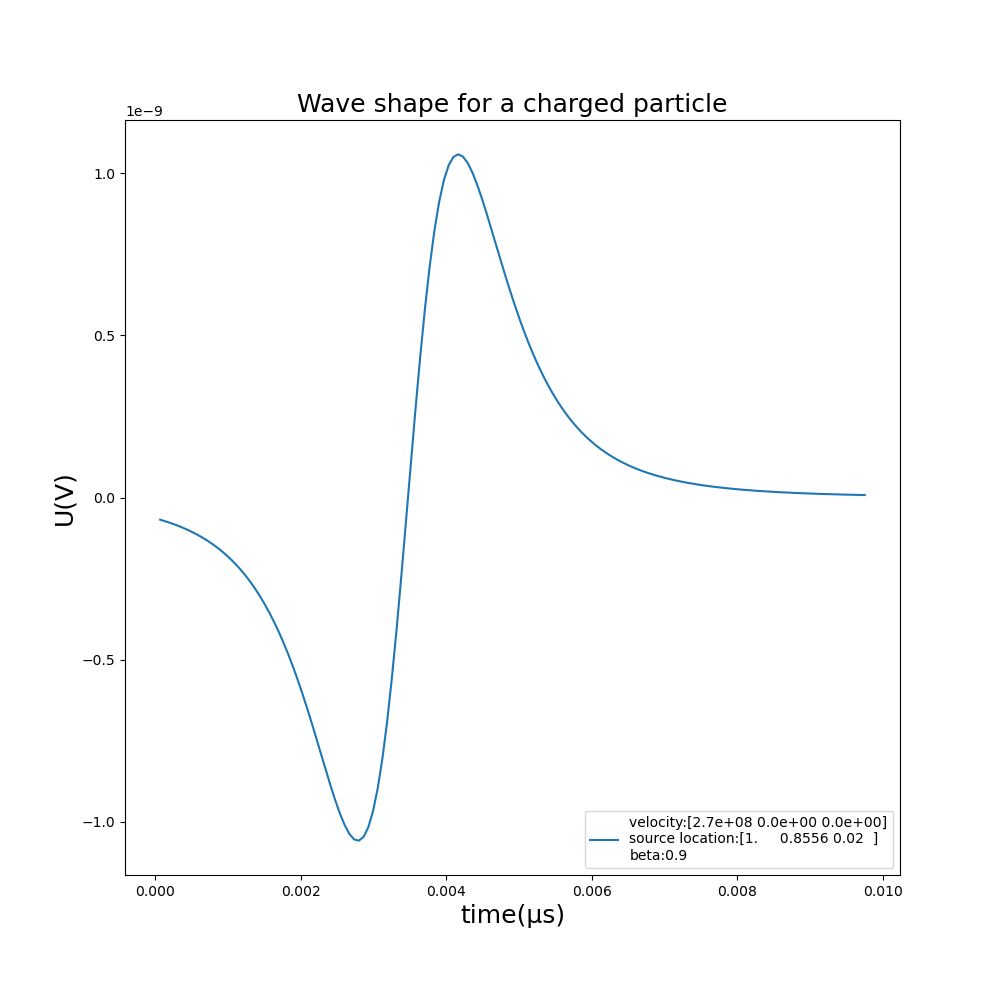 Wave shape for a charged particle
1e−9
1.0
0.5
0.0
−0.5
−1.0
U(V)
velocity:[2.7e+08 0.0e+00 0.0e+00]
source location:[1.     0.8556 0.02  ]
beta:0.9
0.000 0.002 0.004 0.006 0.008 0.010
time(μs)